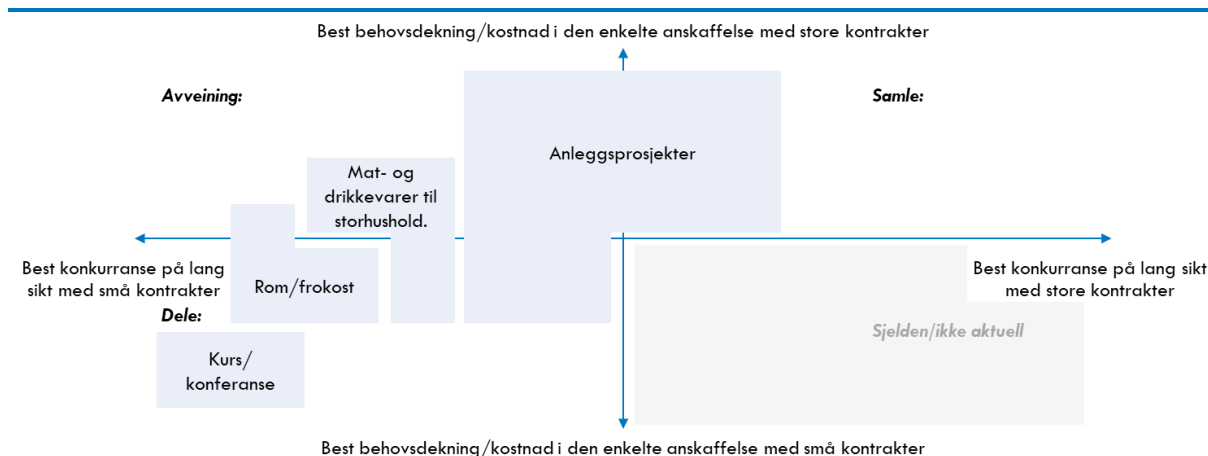 Best behovsdekning/kostnad i den enkelte anskaffelse med store kontrakter
Avveining:
Samle:
Anleggsprosjekter
Mat- og
drikkevarer til
storhushold.
Best konkurranse på lang
sikt med små kontrakter
Rom/frokost
Best konkurranse på lang sikt
med store kontrakter
Dele:
Sjelden/ikke aktuell
Kurs/
konferanse
Best behovsdekning/kostnad i den enkelte anskaffelse med små kontrakter